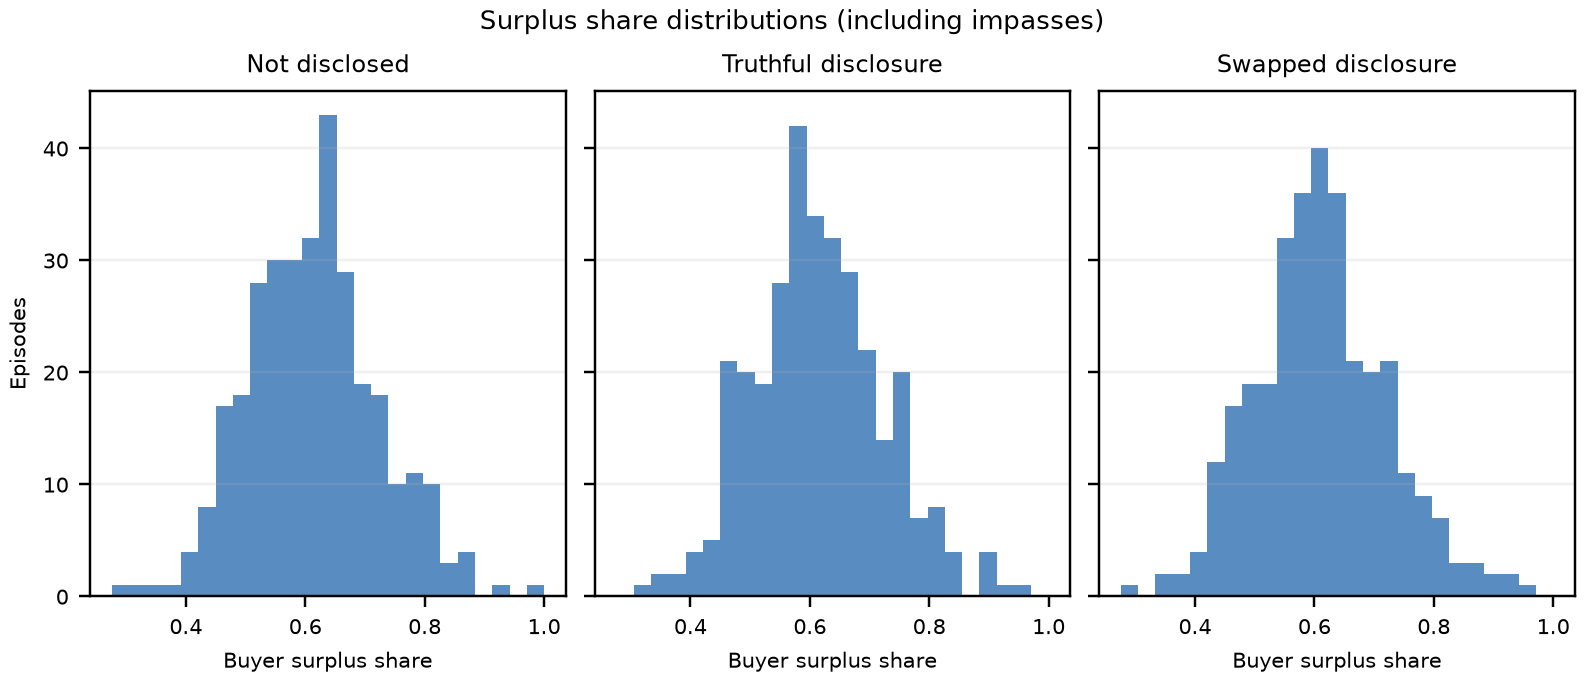 Surplus share distributions (including impasses)
Not disclosed
Truthful disclosure
Swapped disclosure
Episodes
40
30
20
10
0
0.4 0.6 0.8 1.0
0.4 0.6 0.8 1.0
0.4 0.6 0.8 1.0
Buyer surplus share
Buyer surplus share
Buyer surplus share